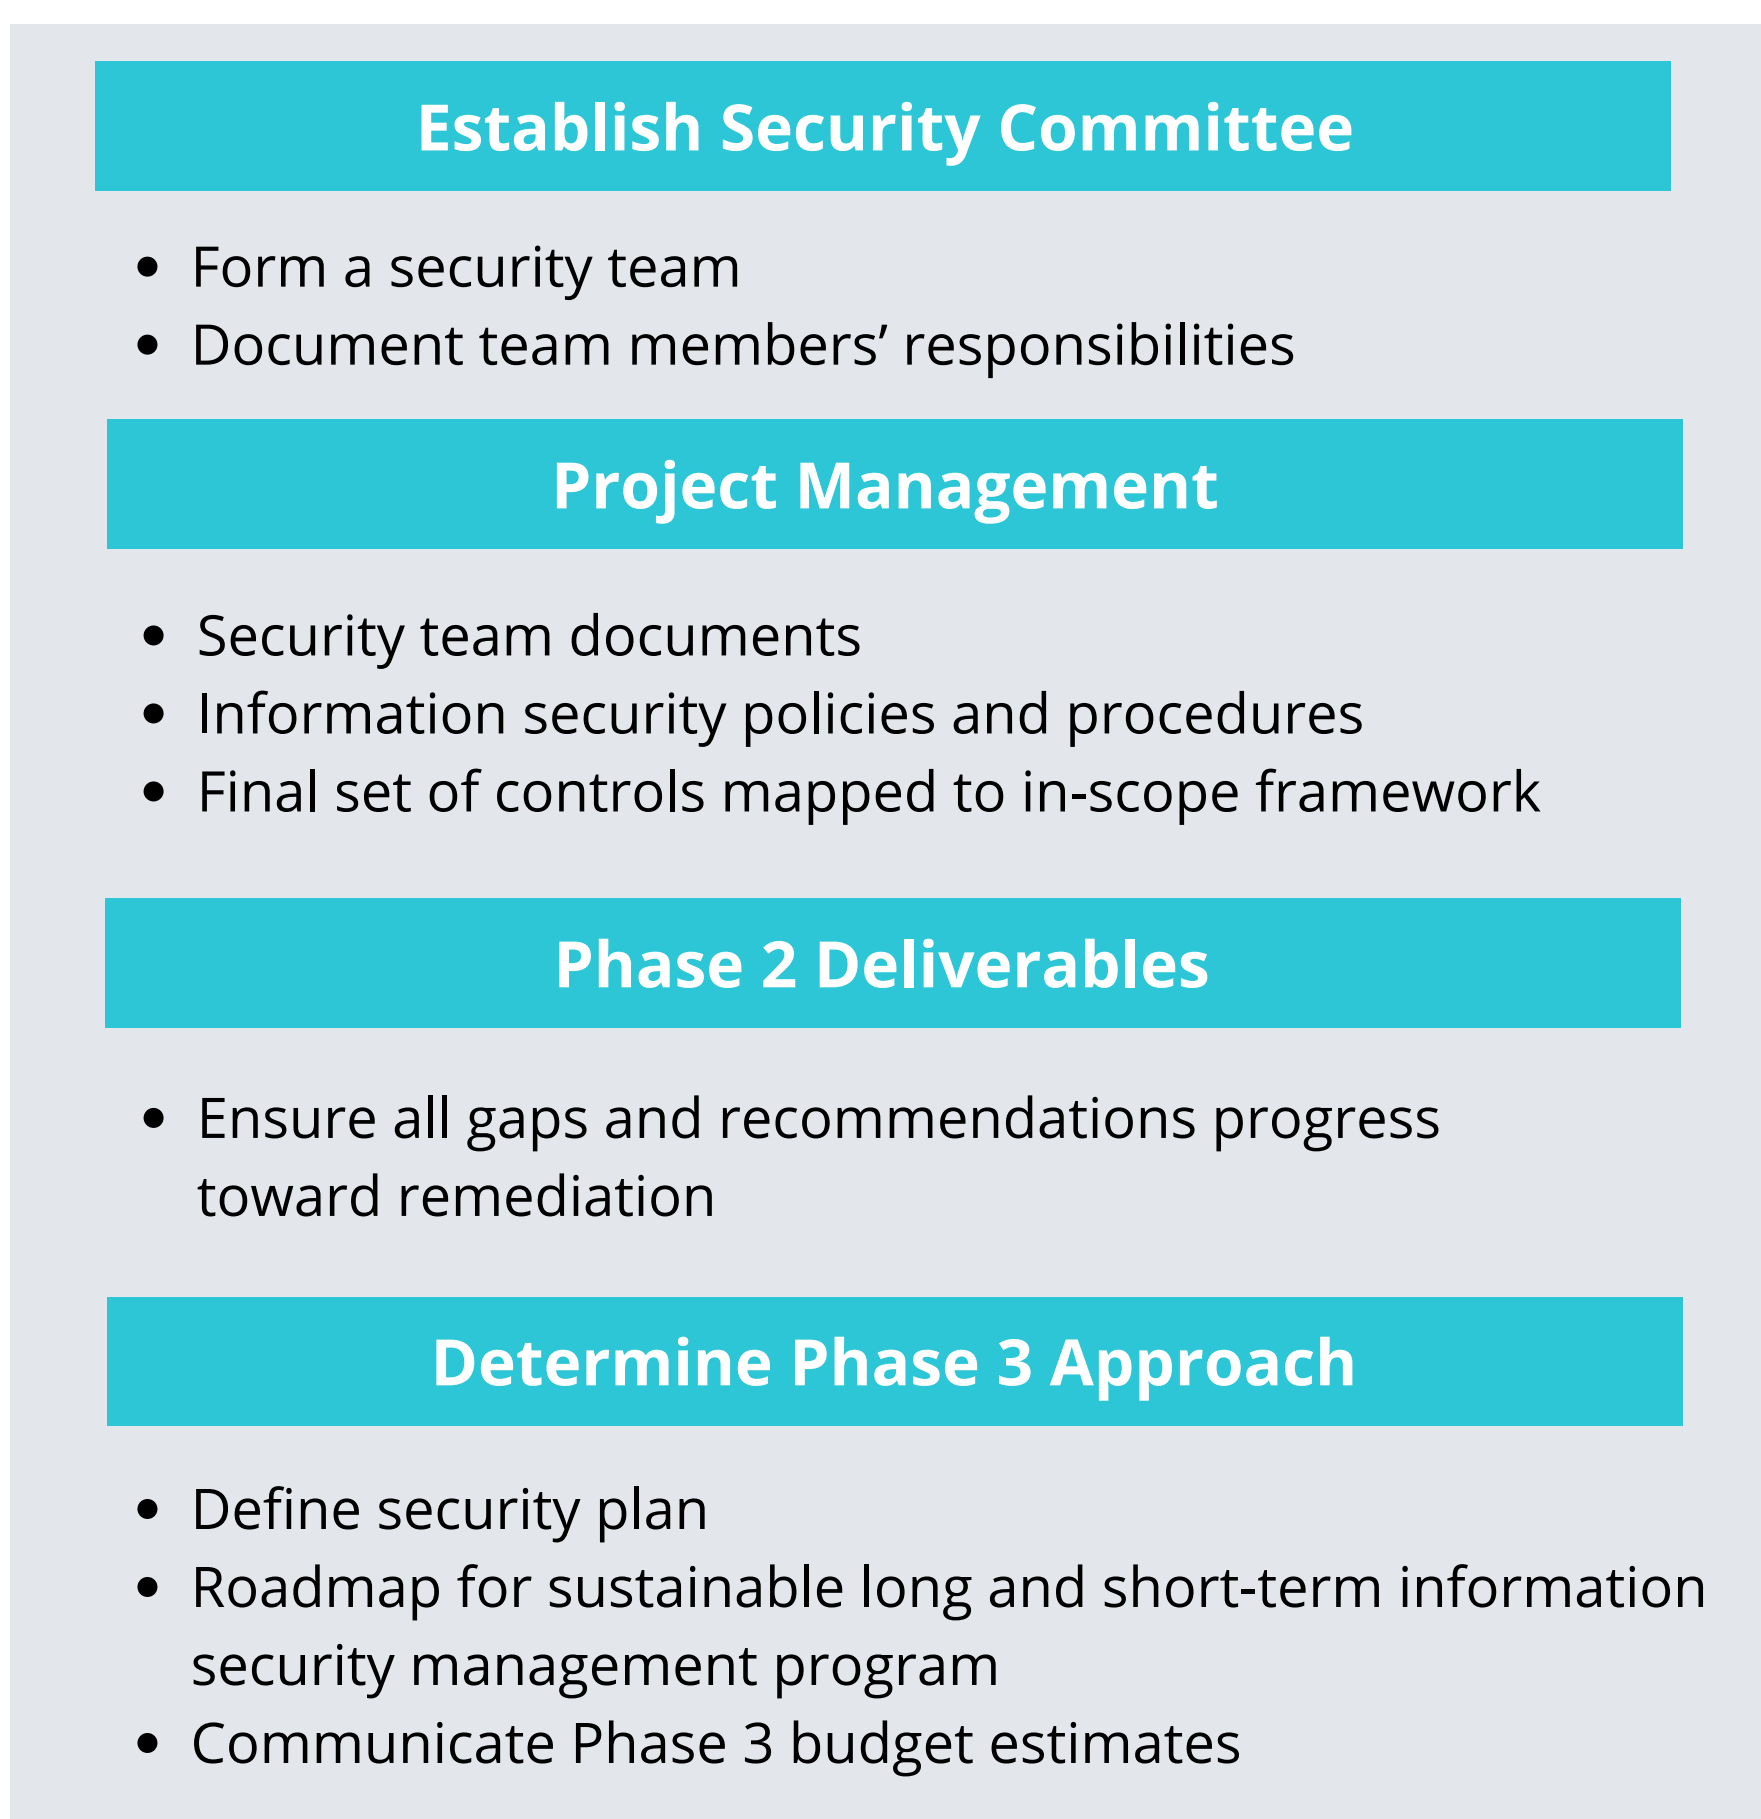 Establish Security Committee
• Form a security team
• Document team members’ responsibilities
Project Management
• Security team documents
• Information security policies and procedures
• Final set of controls mapped to in-scope framework
Phase 2 Deliverables
• Ensure all gaps and recommendations progress
toward remediation
Determine Phase 3 Approach
• Define security plan
• Roadmap for sustainable long and short-term information
security management program
• Communicate Phase 3 budget estimates